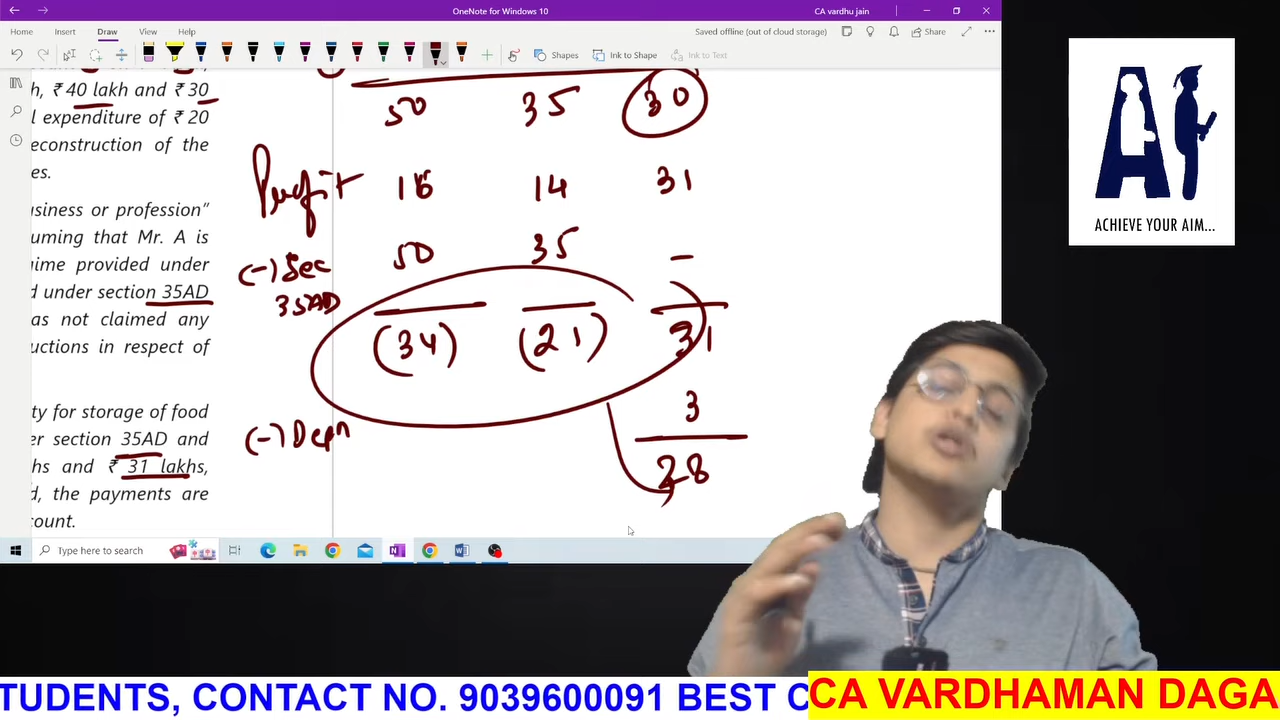 OneNote for Windows 10
CA vardhu jain
Home Insert Draw View Help
Saved offline (out of cloud storage)
Share
Shapes
Ink to Shape
Ink to Text
h, ₹ 40 lakh and ₹ 30
l expenditure of ₹ 20
econstruction of the
es.
usiness or profession"
uming that Mr. A is
ime provided under
d under section 35AD
as not claimed any
uctions in respect of
ty for storage of food
er section 35AD and
hs and ₹ 31 lakhs,
d, the payments are
count.
50 35 30
Profit 16 14 31
(-) Sec 50 35 -
35AD
(34) (21) 31
3
(-) Depn
28
Type here to search
AI
ACHIEVE YOUR AIM...
TUDENTS, CONTACT NO. 9039600091 BEST C
CA VARDHAMAN DAGA